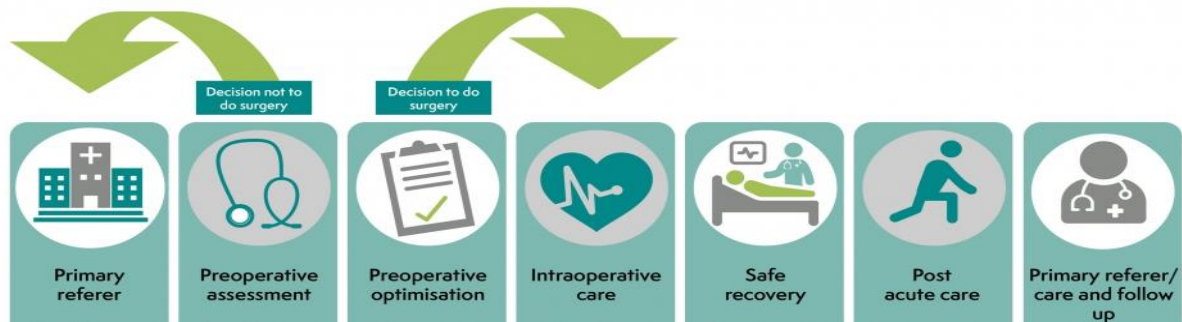 Decision not to
do surgery
Decision to do
surgery
Primary
referer
Preoperative
assessment
Preoperative
optimisation
Intraoperative
care
Safe
recovery
Post
acute care
Primary referer/
care and follow
up